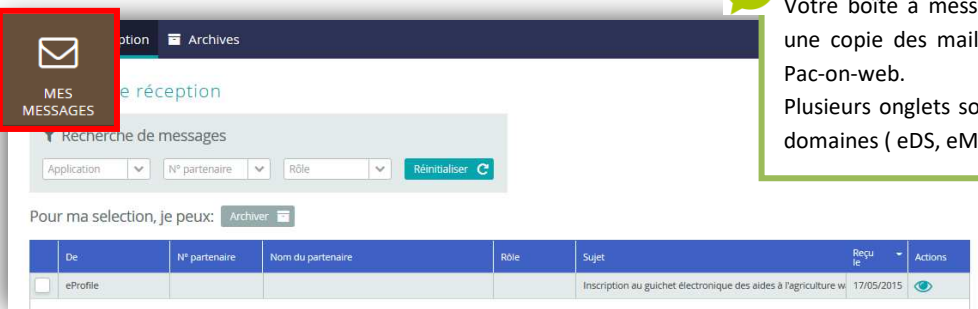 Votre boîte à mess
une copie des mail
Pac-on-web.
Plusieurs onglets so
domaines ( eDS, eM
MES
MESSAGES
ption Archives
e réception
Recherche de messages
Application N° partenaire Rôle Réinitialiser
Pour ma selection, je peux: Archiver
De N° partenaire Nom du partenaire Rôle Sujet Reçu le Actions
eProfile Inscription au guichet électronique des aides à l'agriculture w 17/05/2015